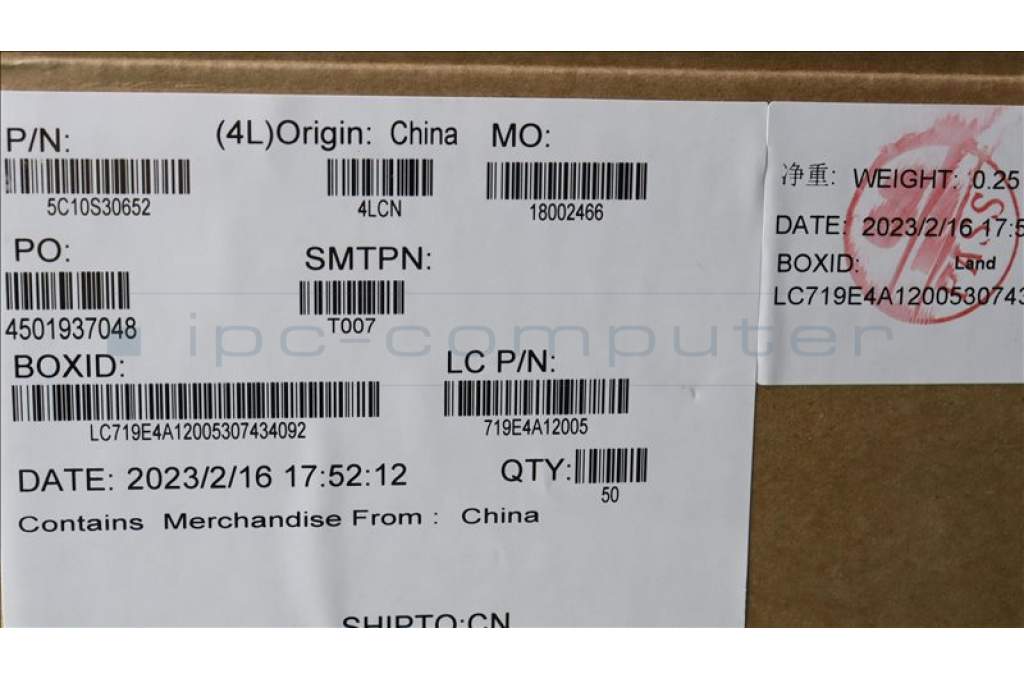 P/N: (4L)Origin: China MO:
5C10S30652 4LCN 18002466
PO: SMTPN:
4501937048 T007
BOXID: LC P/N:
LC719E4A12005307434092 719E4A12005
DATE: 2023/2/16 17:52:12 QTY:
50
Contains Merchandise From : China
SHIPTO:CN
净重: WEIGHT: 0.25
DATE: 2023/2/16 17:5
BOXID: Land
LC719E4A1200530743
PASS
ipc-computer